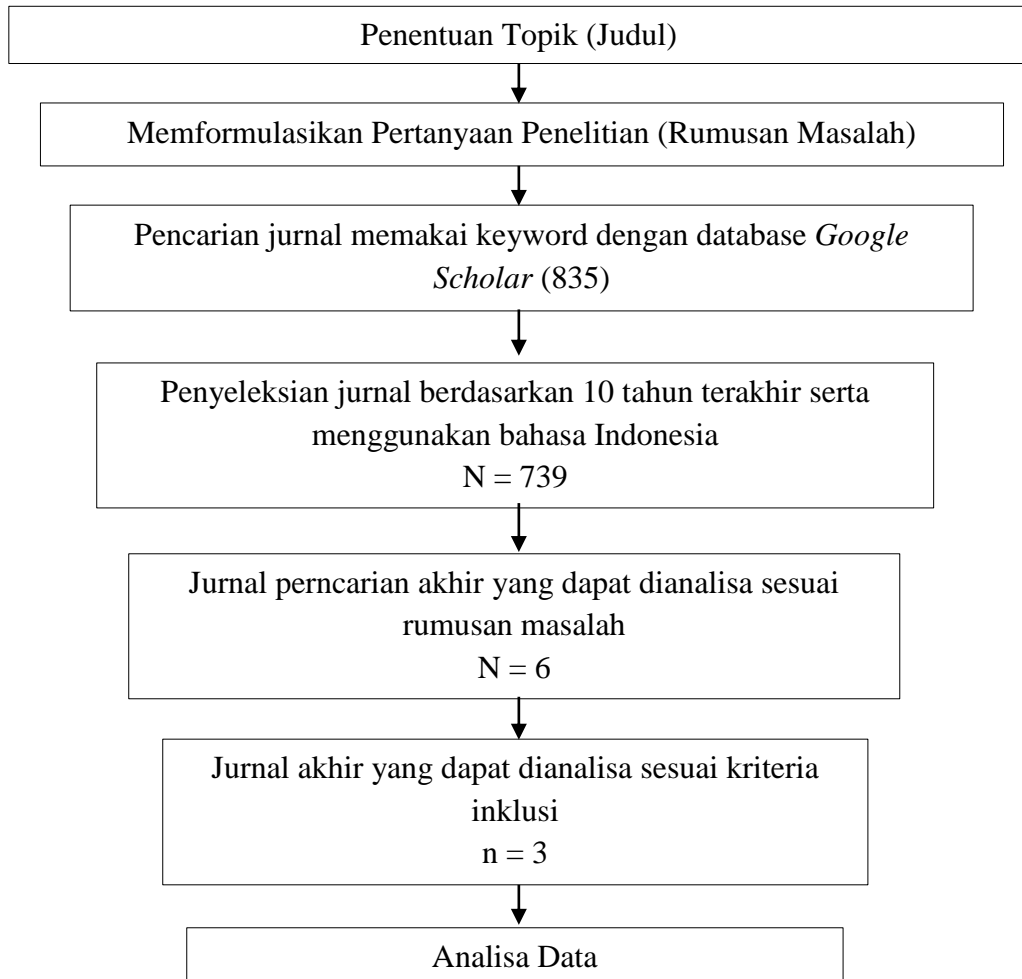 Penentuan Topik (Judul)
Memformulasikan Pertanyaan Penelitian (Rumusan Masalah)
Pencarian jurnal memakai keyword dengan database Google
Scholar (835)
Penyeleksian jurnal berdasarkan 10 tahun terakhir serta
menggunakan bahasa Indonesia
N = 739
Jurnal perncarian akhir yang dapat dianalisa sesuai
rumusan masalah
N = 6
Jurnal akhir yang dapat dianalisa sesuai kriteria
inklusi
n = 3
Analisa Data